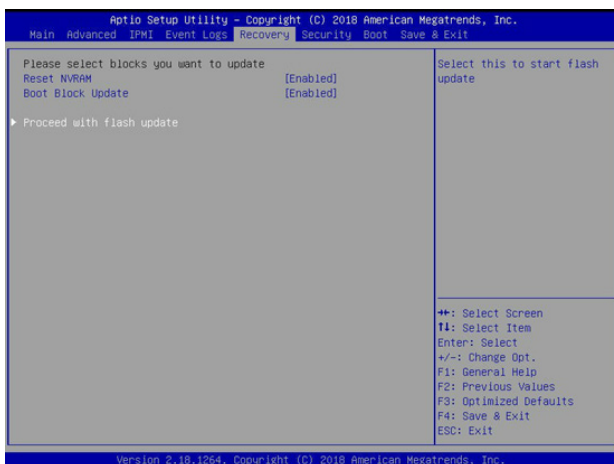 Aptio Setup Utility – Copyright (C) 2018 American Megatrends, Inc.
Main Advanced IPMI Event Logs Recovery Security Boot Save & Exit
Please select blocks you want to update
Reset NVRAM [Enabled]
Boot Block Update [Enabled]
Proceed with flash update
Select this to start flash
update
→←: Select Screen
↑↓: Select Item
Enter: Select
+/-: Change Opt.
F1: General Help
F2: Previous Values
F3: Optimized Defaults
F4: Save & Exit
ESC: Exit
Version 2.18.1264. Copyright (C) 2018 American Megatrends, Inc.